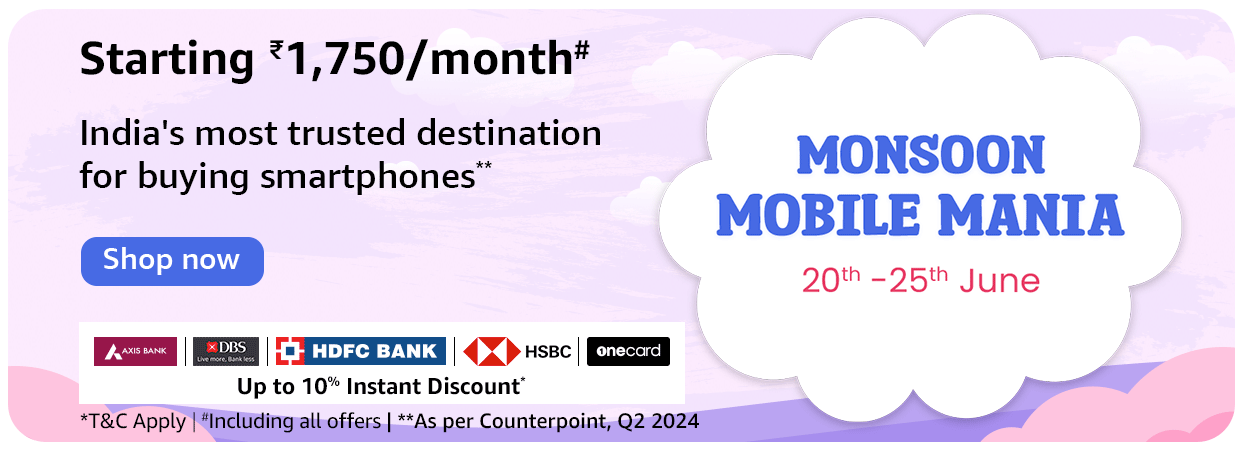 Starting ₹1,750/month#
India's most trusted destination
for buying smartphones**
Shop now
AXIS BANK | DBS Live more, Bank less | HDFC BANK | HSBC | onecard
Up to 10% Instant Discount*
*T&C Apply | #Including all offers | **As per Counterpoint, Q2 2024
MONSOON
MOBILE MANIA
20th -25th June